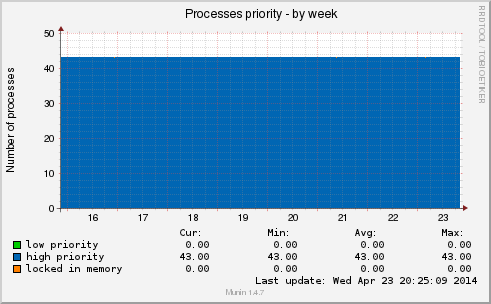 Processes priority - by week
RRDTOOL / TOBI OETIKER
Number of processes
50
40
30
20
10
0
16 17 18 19 20 21 22 23
Cur: Min: Avg: Max:
low priority 0.00 0.00 0.00 0.00
high priority 43.00 43.00 43.00 43.00
locked in memory 0.00 0.00 0.00 0.00
Last update: Wed Apr 23 20:25:09 2014
Munin 1.4.7